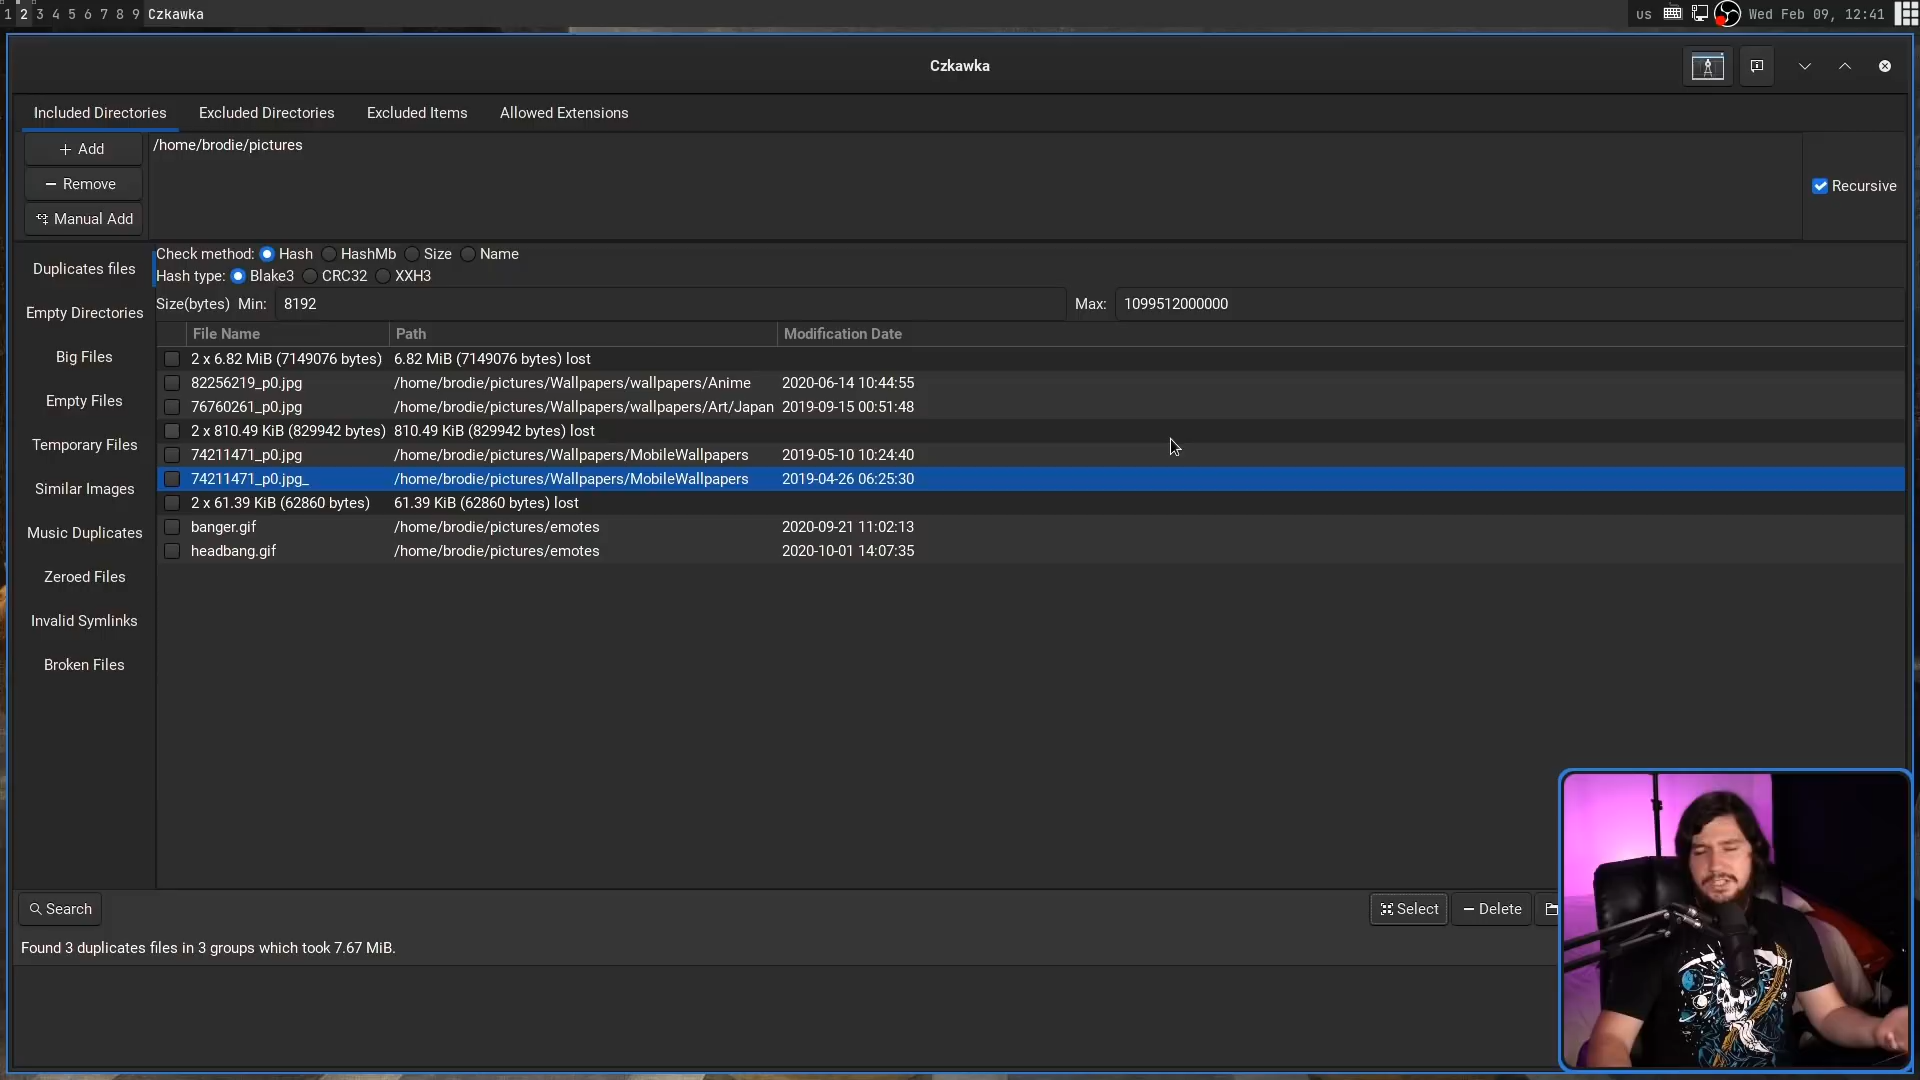 1 2 3 4 5 6 7 8 9 Czkawka
us Wed Feb 09, 12:41
Czkawka
Included Directories Excluded Directories Excluded Items Allowed Extensions
Add /home/brodie/pictures
Remove Recursive
Manual Add
Check method: Hash HashMb Size Name
Duplicates files
Hash type: Blake3 CRC32 XXH3
Size(bytes) Min: 8192 Max: 1099512000000
Empty Directories
File Name Path Modification Date
Big Files
2 x 6.82 MiB (7149076 bytes) 6.82 MiB (7149076 bytes) lost
82256219_p0.jpg /home/brodie/pictures/Wallpapers/wallpapers/Anime 2020-06-14 10:44:55
Empty Files
76760261_p0.jpg /home/brodie/pictures/Wallpapers/wallpapers/Art/Japan 2019-09-15 00:51:48
2 x 810.49 KiB (829942 bytes) 810.49 KiB (829942 bytes) lost
Temporary Files
74211471_p0.jpg /home/brodie/pictures/Wallpapers/MobileWallpapers 2019-05-10 10:24:40
74211471_p0.jpg_ /home/brodie/pictures/Wallpapers/MobileWallpapers 2019-04-26 06:25:30
Similar Images
2 x 61.39 KiB (62860 bytes) 61.39 KiB (62860 bytes) lost
banger.gif /home/brodie/pictures/emotes 2020-09-21 11:02:13
Music Duplicates
headbang.gif /home/brodie/pictures/emotes 2020-10-01 14:07:35
Zeroed Files
Invalid Symlinks
Broken Files
Search Select Delete
Found 3 duplicates files in 3 groups which took 7.67 MiB.